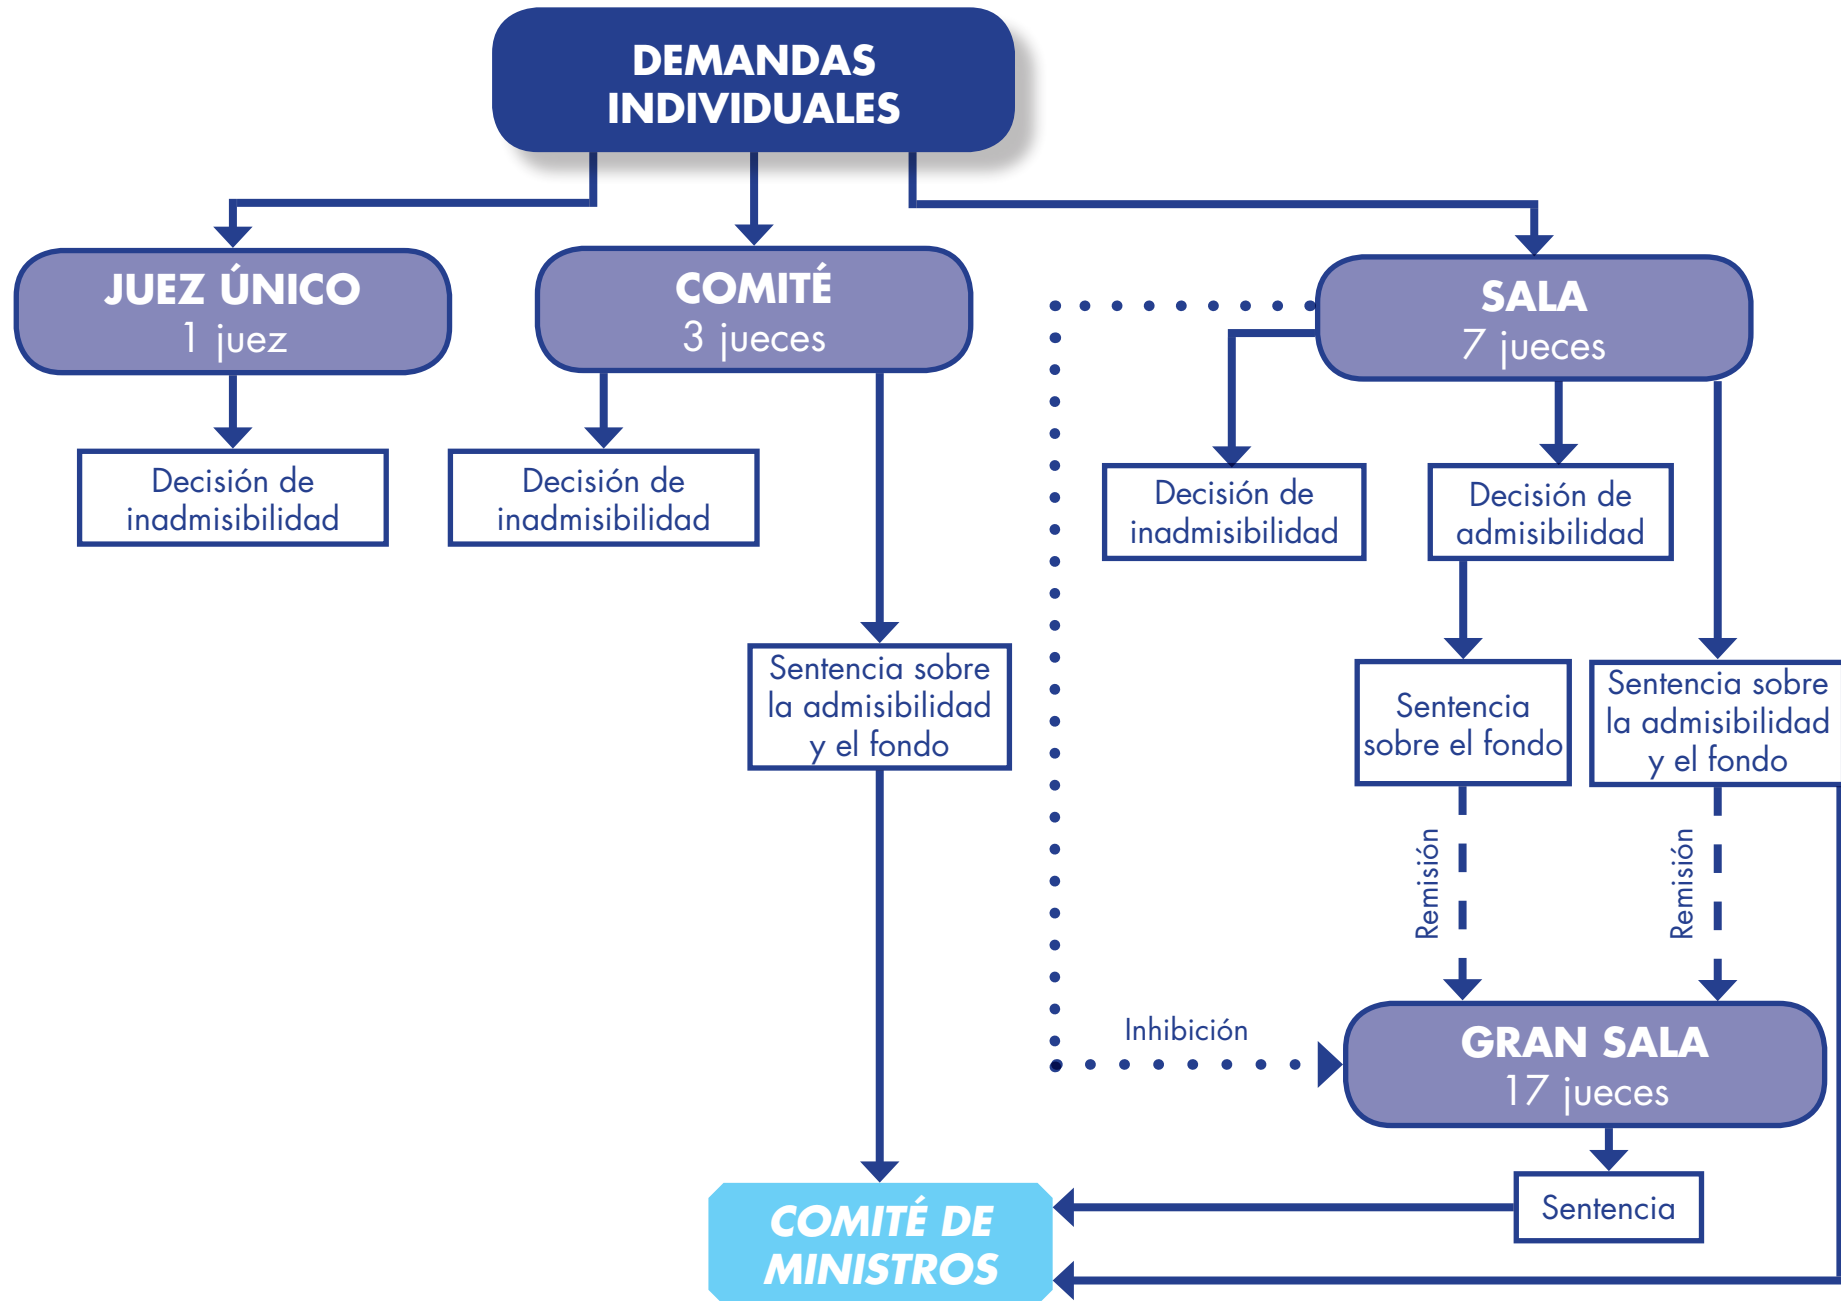 DEMANDAS
INDIVIDUALES
JUEZ ÚNICO
1 juez
COMITÉ
3 jueces
SALA
7 jueces
Decisión de
inadmisibilidad
Decisión de
inadmisibilidad
Decisión de
inadmisibilidad
Decisión de
admisibilidad
Sentencia sobre
la admisibilidad
y el fondo
Sentencia
sobre el fondo
Sentencia sobre
la admisibilidad
y el fondo
Remisión
Remisión
Inhibición
GRAN SALA
17 jueces
Sentencia
COMITÉ DE
MINISTROS